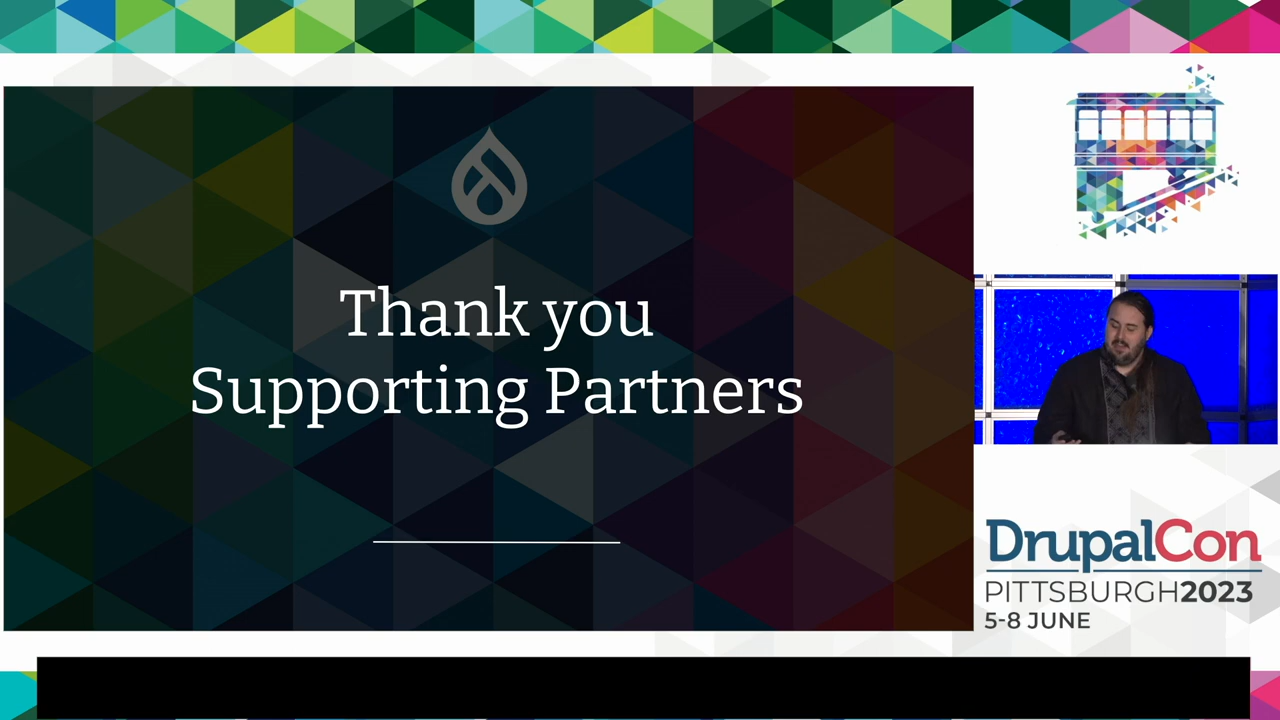 Thank you
Supporting Partners
DrupalCon
PITTSBURGH2023
5-8 JUNE